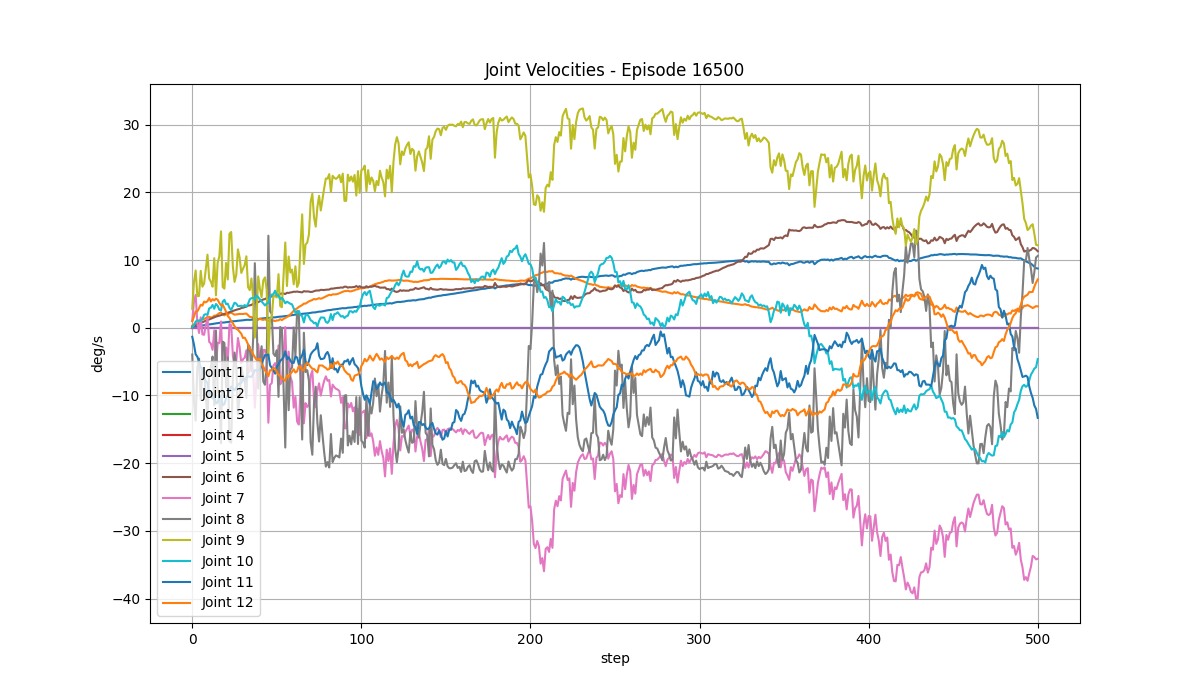 Joint Velocities - Episode 16500
deg/s
30
20
10
0
−10
−20
−30
−40
Joint 1
Joint 2
Joint 3
Joint 4
Joint 5
Joint 6
Joint 7
Joint 8
Joint 9
Joint 10
Joint 11
Joint 12
0 100 200 300 400 500
step